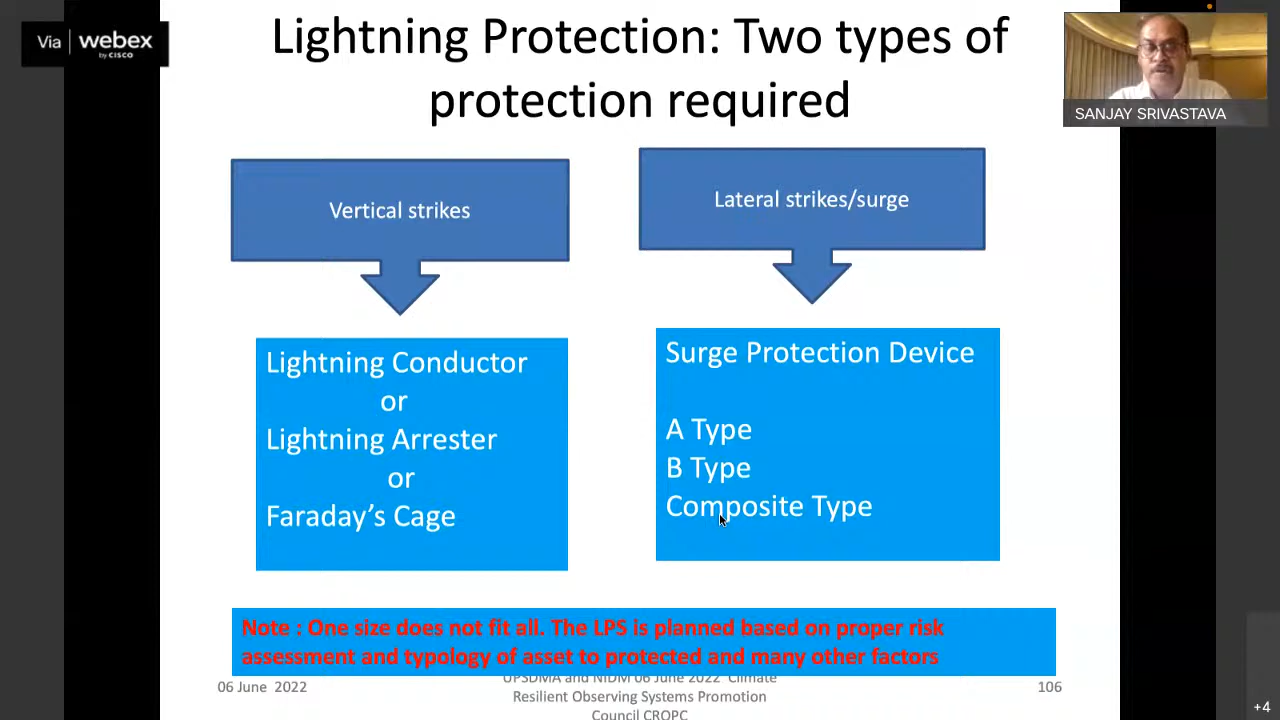 Via webex
by CISCO
Lightning Protection: Two types of
protection required
SANJAY SRIVASTAVA
Vertical strikes
Lateral strikes/surge
Lightning Conductor
or
Lightning Arrester
or
Faraday's Cage
Surge Protection Device
A Type
B Type
Composite Type
Note : One size does not fit all. The LPS is planned based on proper risk
assessment and typology of asset to protected and many other factors
06 June 2022
UPSDMA and NIDM 06 June 2022 Climate
Resilient Observing Systems Promotion
Council CROPC
106
+4